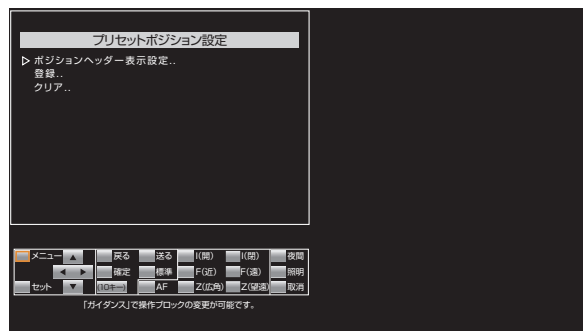 プリセットポジション設定
ポジションヘッダー表示設定..
登録..
クリア..
メニュー ▲ 戻る 送る I(開) I(閉) 夜間
◀ ▶ 確定 標準 F(近) F(遠) 照明
セット ▼ (10キー) AF Z(広角) Z(望遠) 取消
「ガイダンス」で操作ブロックの変更が可能です。